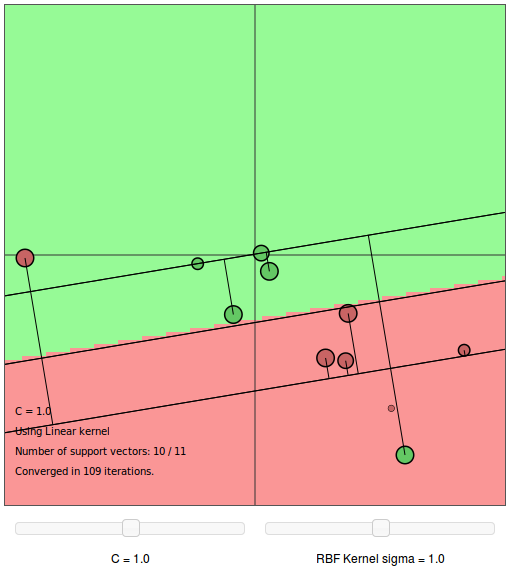 C = 1.0
Using Linear kernel
Number of support vectors: 10 / 11
Converged in 109 iterations.
C = 1.0
RBF Kernel sigma = 1.0